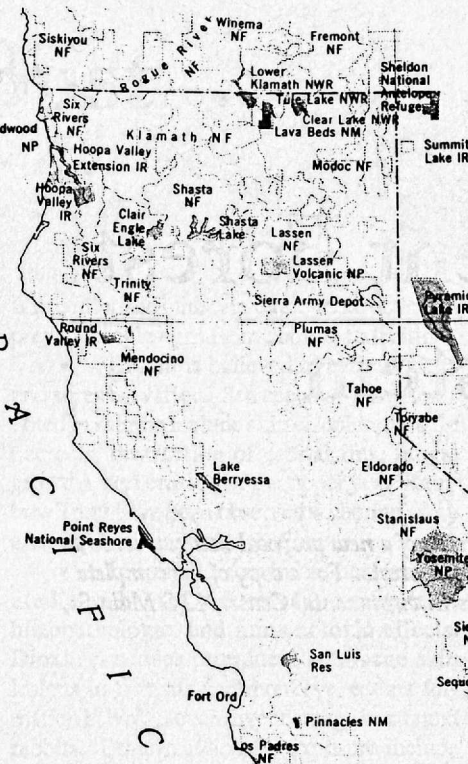 Siskiyou
NF
Rogue River
NF
Winema
NF
Fremont
NF
Lower
Klamath NWR
Tule Lake NWR
Clear Lake NWR
Lava Beds NM
Sheldon
National
Antelope
Refuge
Six
Rivers
NF
dwood
NP
Klamath NF
Hoopa Valley
Extension IR
Modoc NF
Summit
Lake IR
Hoopa
Valley
IR
Shasta
NF
Clair
Engle
Lake
Shasta
Lake
Lassen
NF
Six
Rivers
NF
Lassen
Volcanic NP
Trinity
NF
Sierra Army Depot
Pyramid
Lake IR
Round
Valley IR
Plumas
NF
Mendocino
NF
P
A
C
I
F
I
C
Tahoe
NF
Toiyabe
NF
Lake
Berryessa
Eldorado
NF
Point Reyes
National Seashore
Stanislaus
NF
Yosemite
NP
San Luis
Res
Sie
N
Sequo
Fort Ord
Pinnacles NM
Los Padres
NF